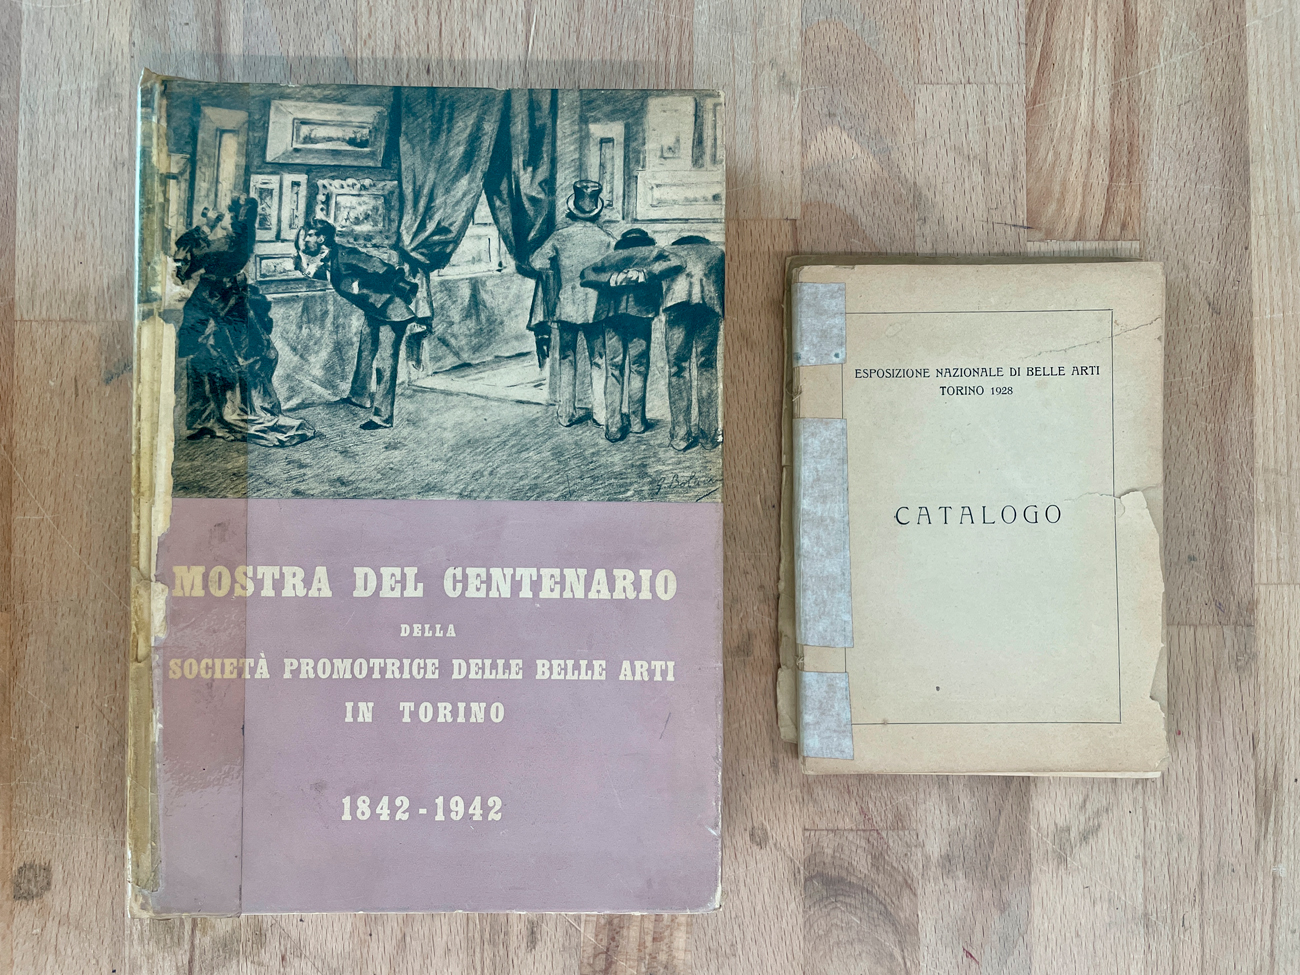 MOSTRA DEL CENTENARIO
DELLA
SOCIETÀ PROMOTRICE DELLE BELLE ARTI
IN TORINO
1842-1942
ESPOSIZIONE NAZIONALE DI BELLE ARTI
TORINO 1928
CATALOGO